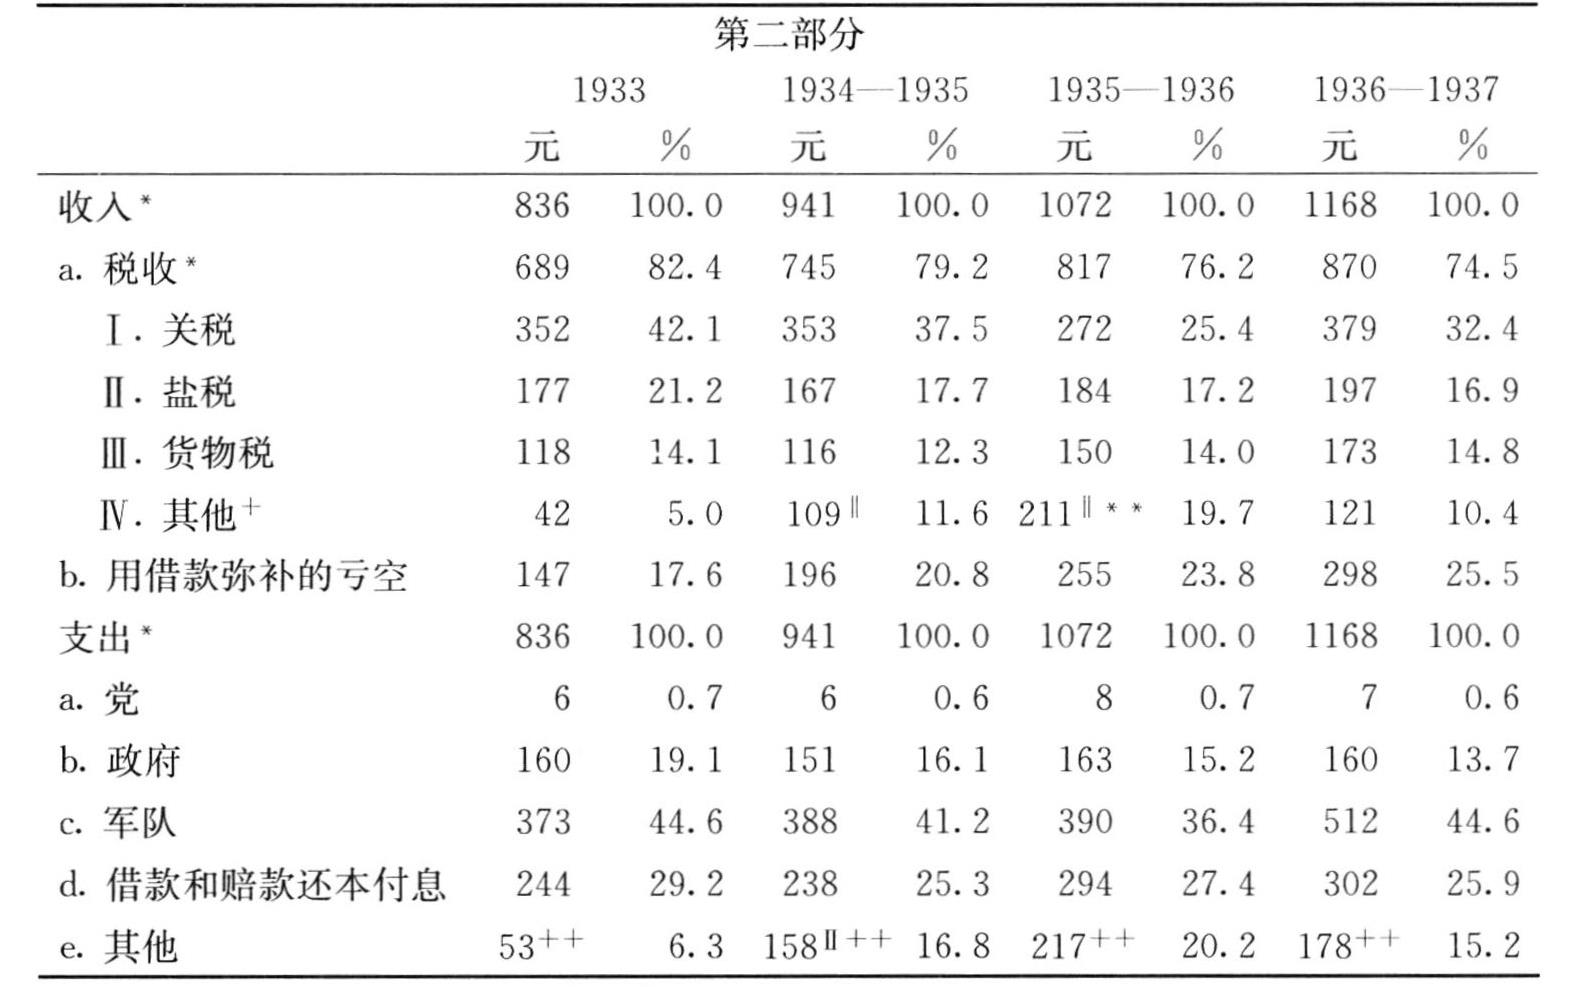 第二部分
1933 1934—1935 1935—1936 1936—1937
元 % 元 % 元 % 元 %
收入* 836 100.0 941 100.0 1072 100.0 1168 100.0
a. 税收* 689 82.4 745 79.2 817 76.2 870 74.5
Ⅰ. 关税 352 42.1 353 37.5 272 25.4 379 32.4
Ⅱ. 盐税 177 21.2 167 17.7 184 17.2 197 16.9
Ⅲ. 货物税 118 14.1 116 12.3 150 14.0 173 14.8
Ⅳ. 其他+ 42 5.0 109‖ 11.6 211‖** 19.7 121 10.4
b. 用借款弥补的亏空 147 17.6 196 20.8 255 23.8 298 25.5
支出* 836 100.0 941 100.0 1072 100.0 1168 100.0
a. 党 6 0.7 6 0.6 8 0.7 7 0.6
b. 政府 160 19.1 151 16.1 163 15.2 160 13.7
c. 军队 373 44.6 388 41.2 390 36.4 512 44.6
d. 借款和赔款还本付息 244 29.2 238 25.3 294 27.4 302 25.9
e. 其他 53++ 6.3 158Ⅱ++ 16.8 217++ 20.2 178++ 15.2